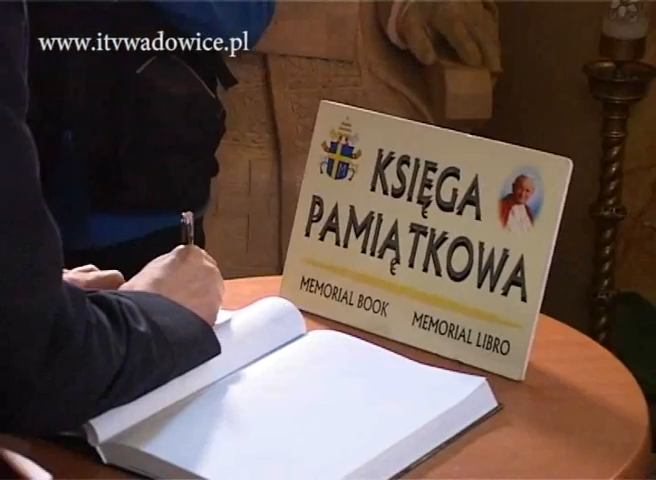 www.itvwadowice.pl
KSIĘGA
PAMIĄTKOWA
MEMORIAL BOOK
MEMORIAL LIBRO